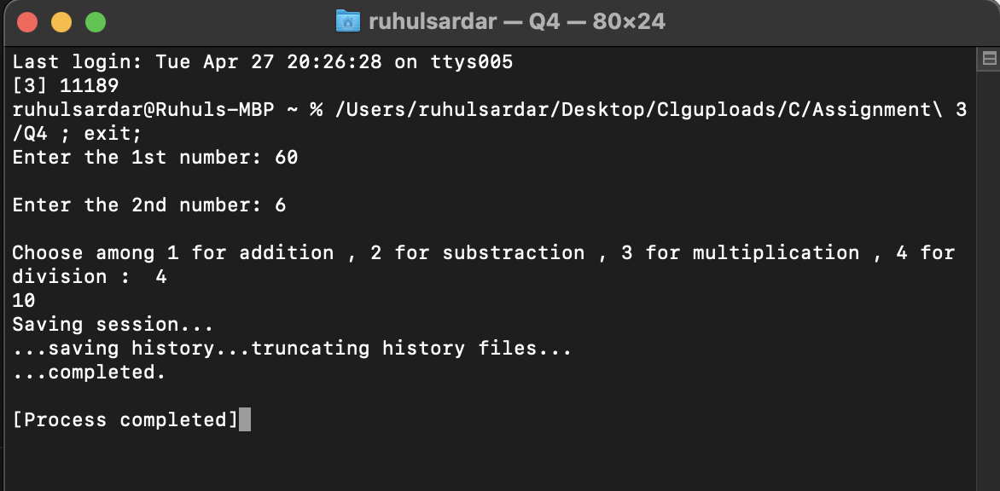 ruhulsardar — Q4 — 80×24
Last login: Tue Apr 27 20:26:28 on ttys005
[3] 11189
ruhulsardar@Ruhuls-MBP ~ % /Users/ruhulsardar/Desktop/Clguploads/C/Assignment\ 3
/Q4 ; exit;
Enter the 1st number: 60
Enter the 2nd number: 6
Choose among 1 for addition , 2 for substraction , 3 for multiplication , 4 for
division :  4
10
Saving session...
...saving history...truncating history files...
...completed.
[Process completed]